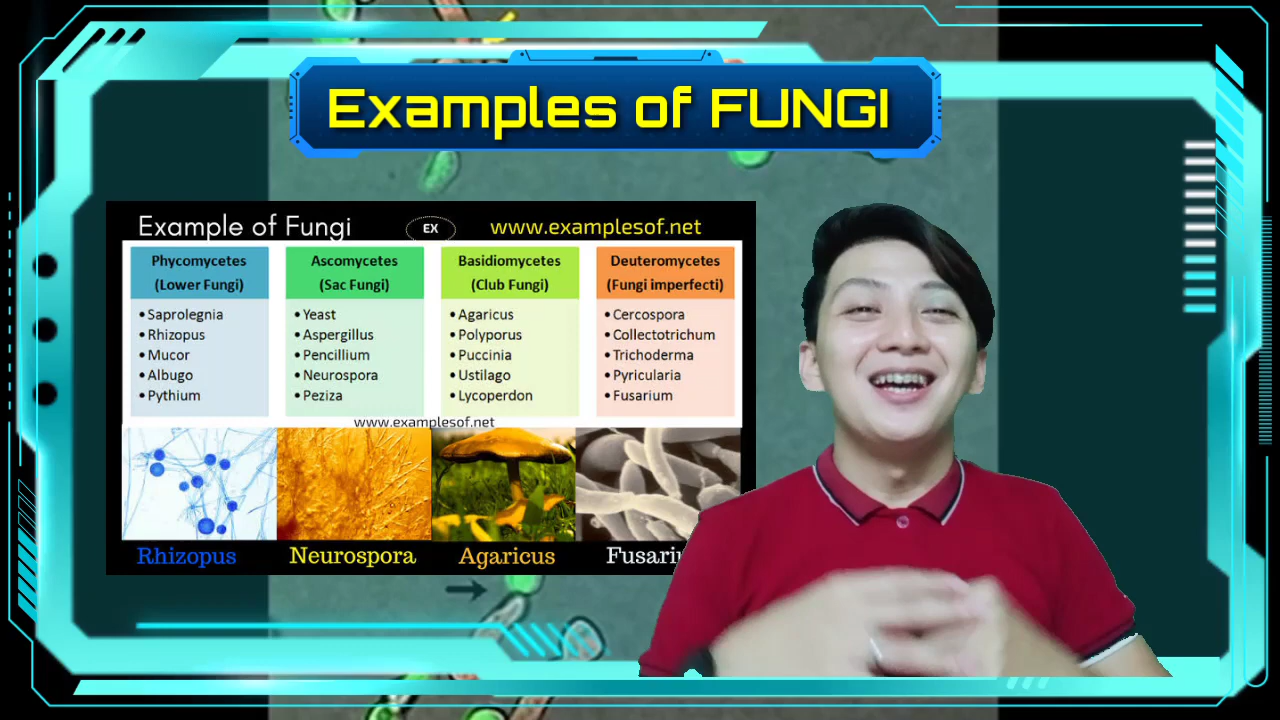 Examples of FUNGI
Example of Fungi
EX
www.examplesof.net
Phycomycetes
(Lower Fungi)
• Saprolegnia
• Rhizopus
• Mucor
• Albugo
• Pythium
Ascomycetes
(Sac Fungi)
• Yeast
• Aspergillus
• Pencillium
• Neurospora
• Peziza
Basidiomycetes
(Club Fungi)
• Agaricus
• Polyporus
• Puccinia
• Ustilago
• Lycoperdon
Deuteromycetes
(Fungi imperfecti)
• Cercospora
• Collectotrichum
• Trichoderma
• Pyricularia
• Fusarium
www.examplesof.net
Rhizopus
Neurospora
Agaricus